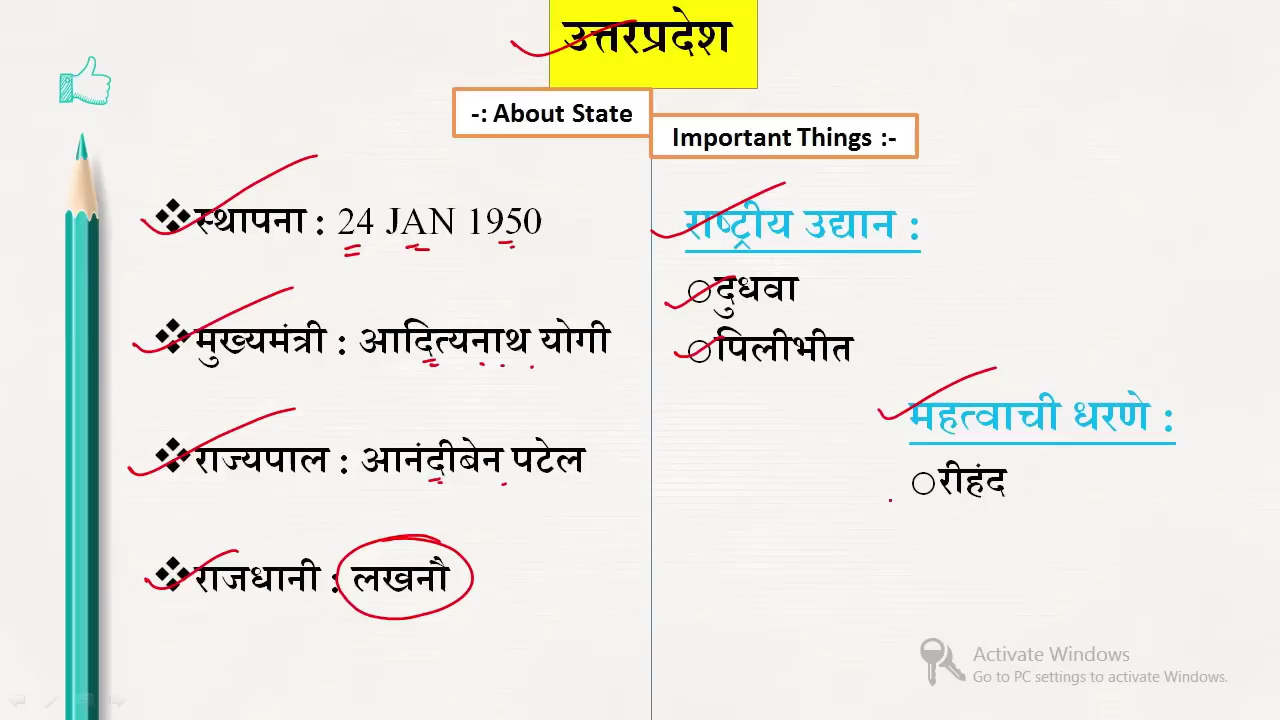 उत्तरप्रदेश
-: About State
Important Things :-
स्थापना : 24 JAN 1950
मुख्यमंत्री : आदित्यनाथ योगी
राज्यपाल : आनंदीबेन पटेल
राजधानी : लखनौ
राष्ट्रीय उद्यान :
दुधवा
पिलीभीत
महत्वाची धरणे :
रीहंद
Activate Windows
Go to PC settings to activate Windows.